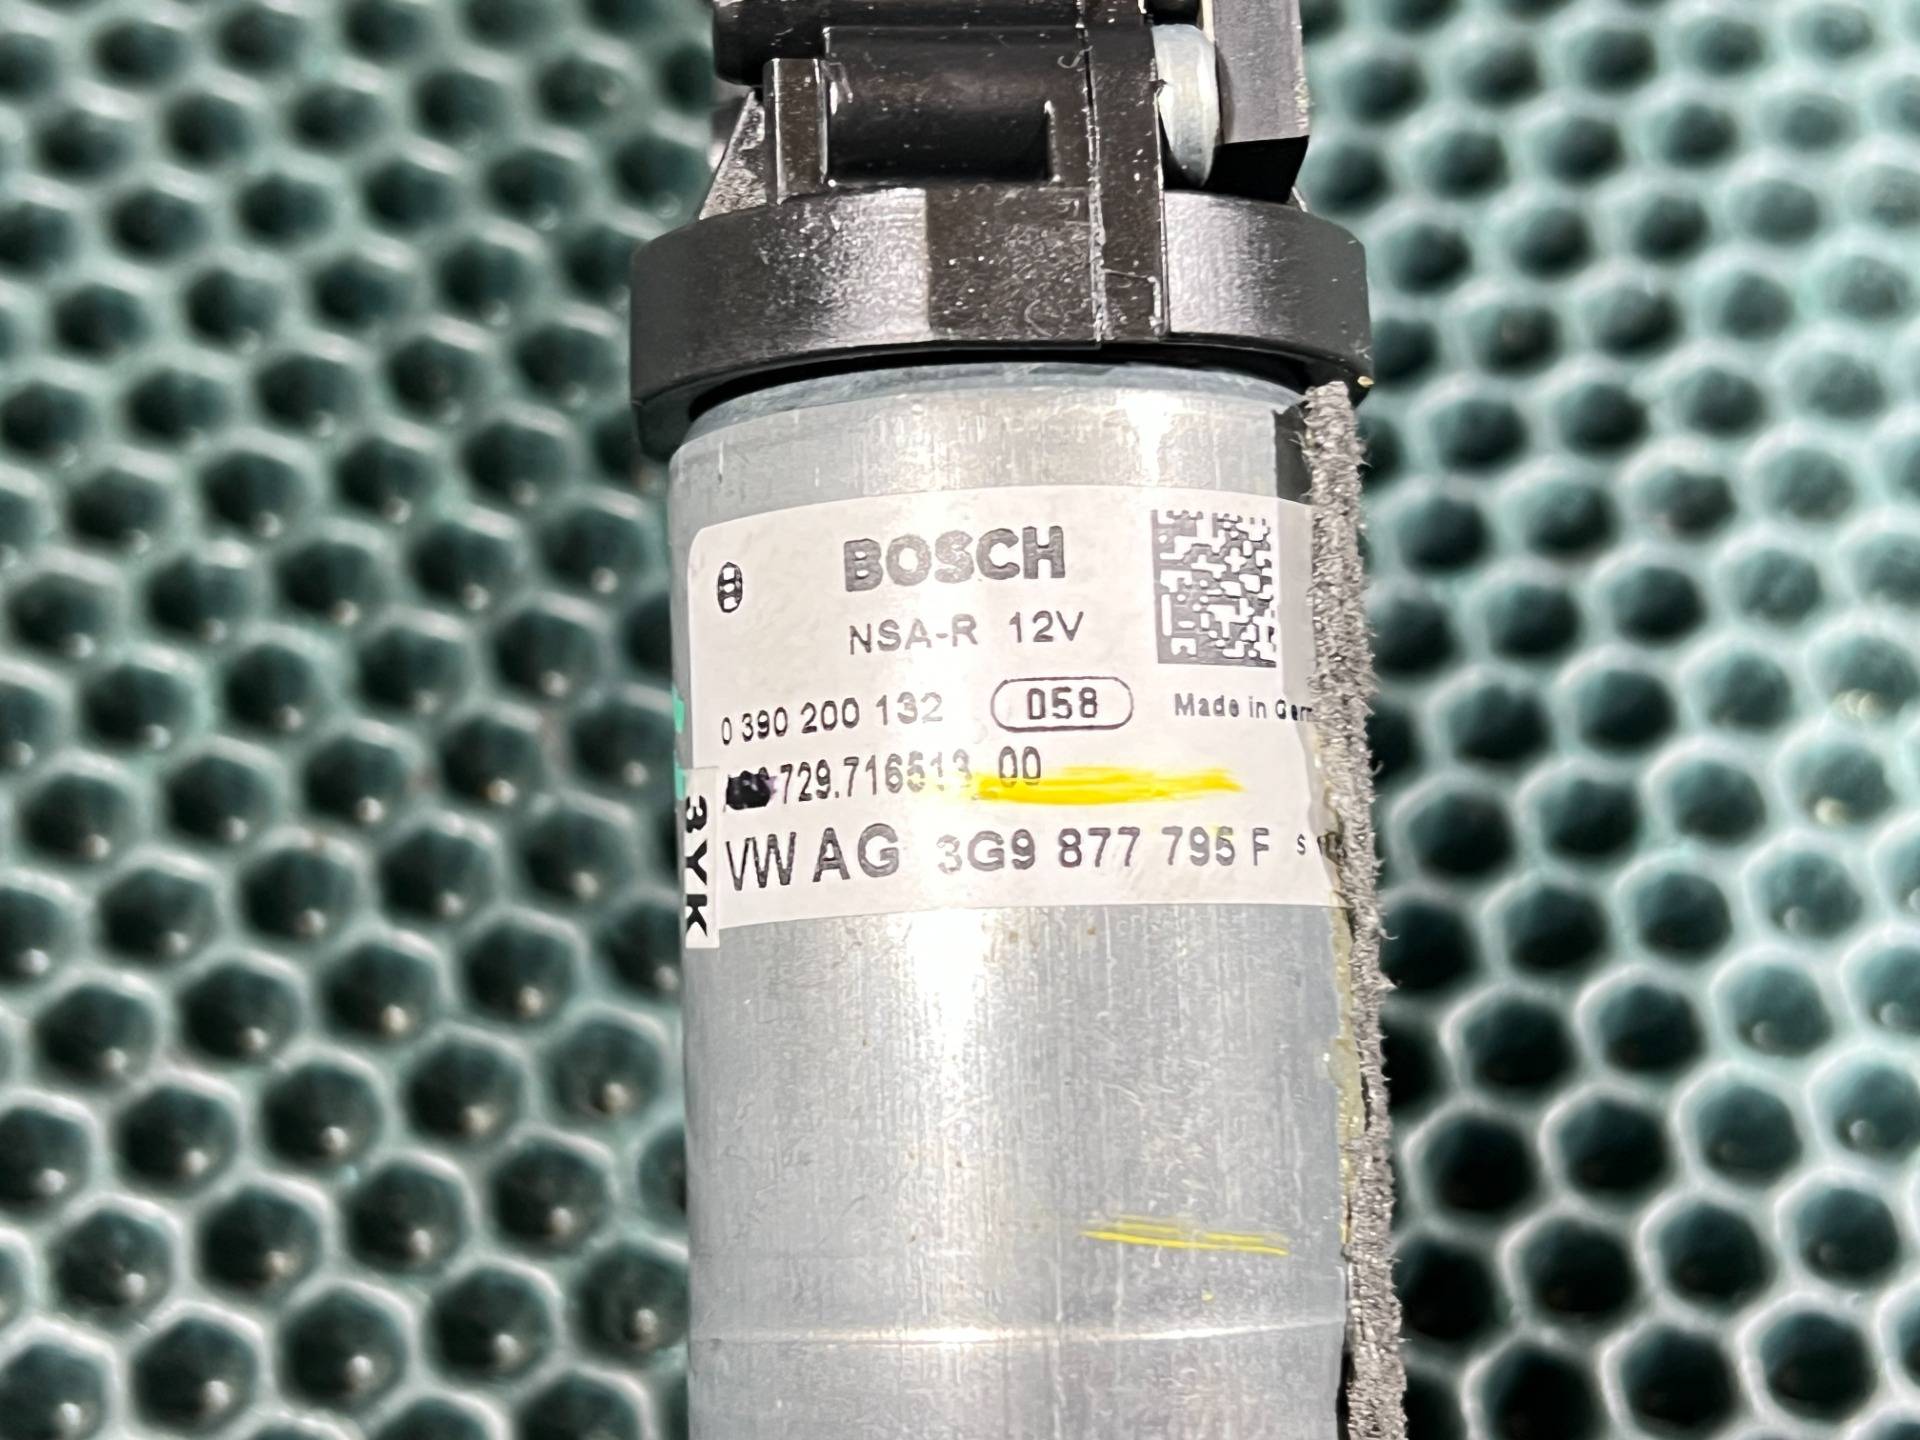 BOSCH
NSA-R 12V
0 390 200 132 058 Made in
729.716513 00
3YK
VW AG 3G9 877 795 F